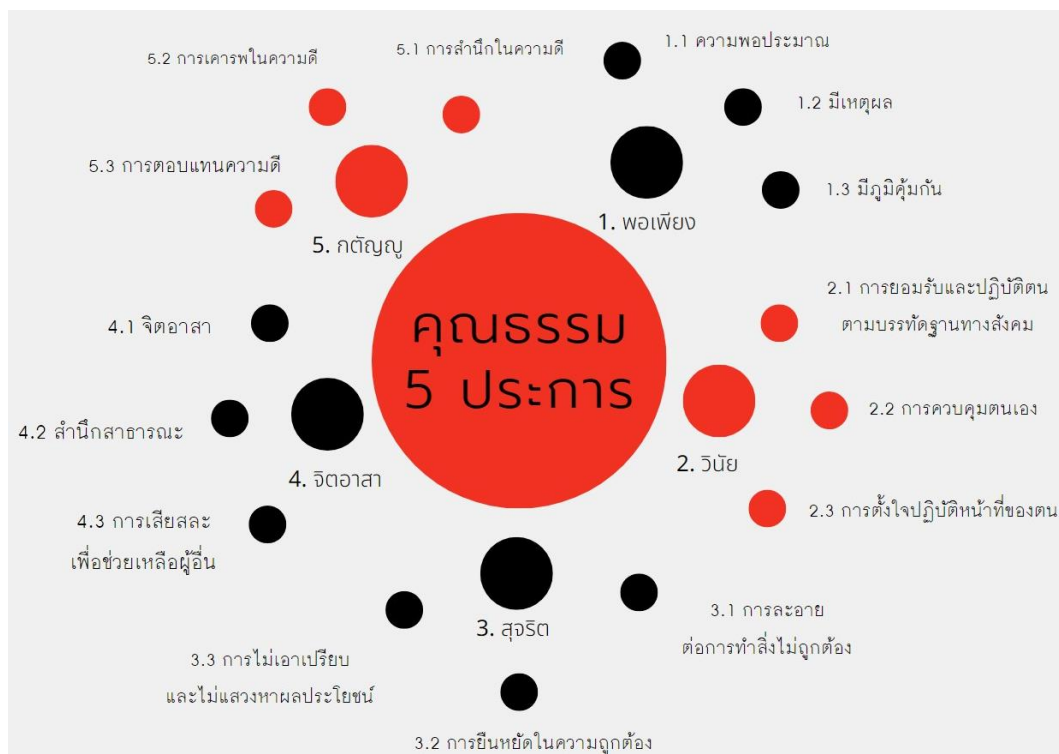 คุณธรรม
5 ประการ
1. พอเพียง
1.1 ความพอประมาณ
1.2 มีเหตุผล
1.3 มีภูมิคุ้มกัน
2. วินัย
2.1 การยอมรับและปฏิบัติตน
ตามบรรทัดฐานทางสังคม
2.2 การควบคุมตนเอง
2.3 การตั้งใจปฏิบัติหน้าที่ของตน
3. สุจริต
3.1 การละอาย
ต่อการทำสิ่งไม่ถูกต้อง
3.2 การยืนหยัดในความถูกต้อง
3.3 การไม่เอาเปรียบ
และไม่แสวงหาผลประโยชน์
4. จิตอาสา
4.1 จิตอาสา
4.2 สำนึกสาธารณะ
4.3 การเสียสละ
เพื่อช่วยเหลือผู้อื่น
5. กตัญญู
5.1 การสำนึกในความดี
5.2 การเคารพในความดี
5.3 การตอบแทนความดี